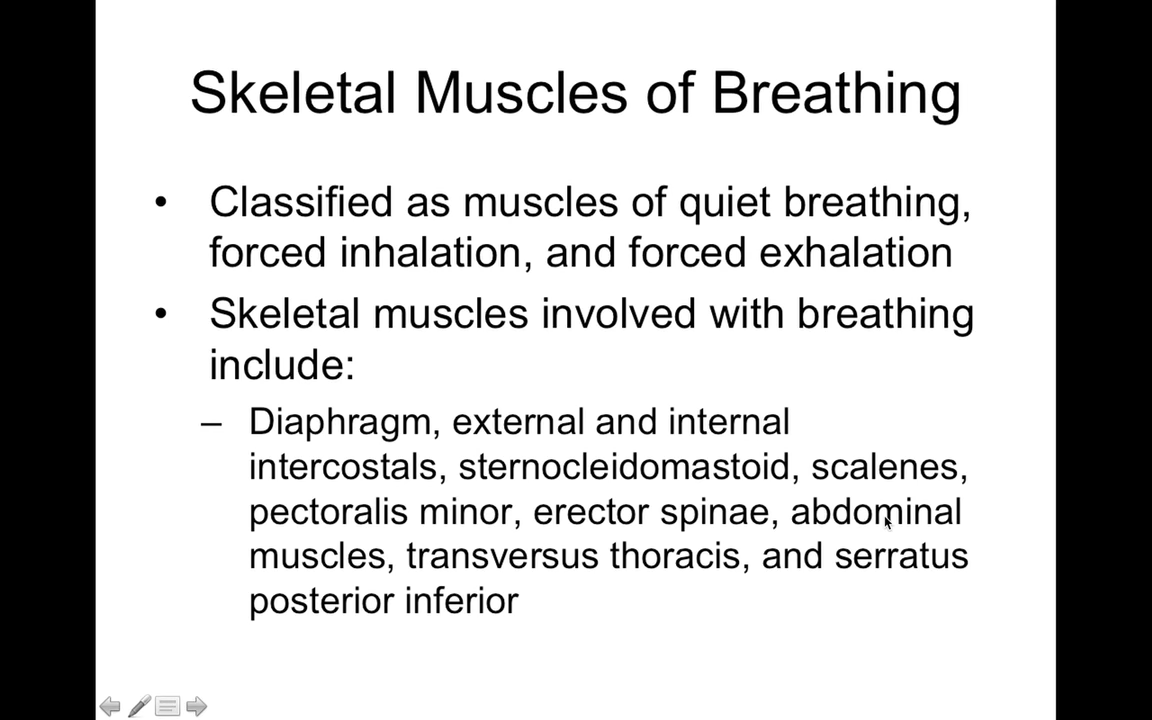 Skeletal Muscles of Breathing
• Classified as muscles of quiet breathing,
forced inhalation, and forced exhalation
• Skeletal muscles involved with breathing
include:
– Diaphragm, external and internal
intercostals, sternocleidomastoid, scalenes,
pectoralis minor, erector spinae, abdominal
muscles, transversus thoracis, and serratus
posterior inferior